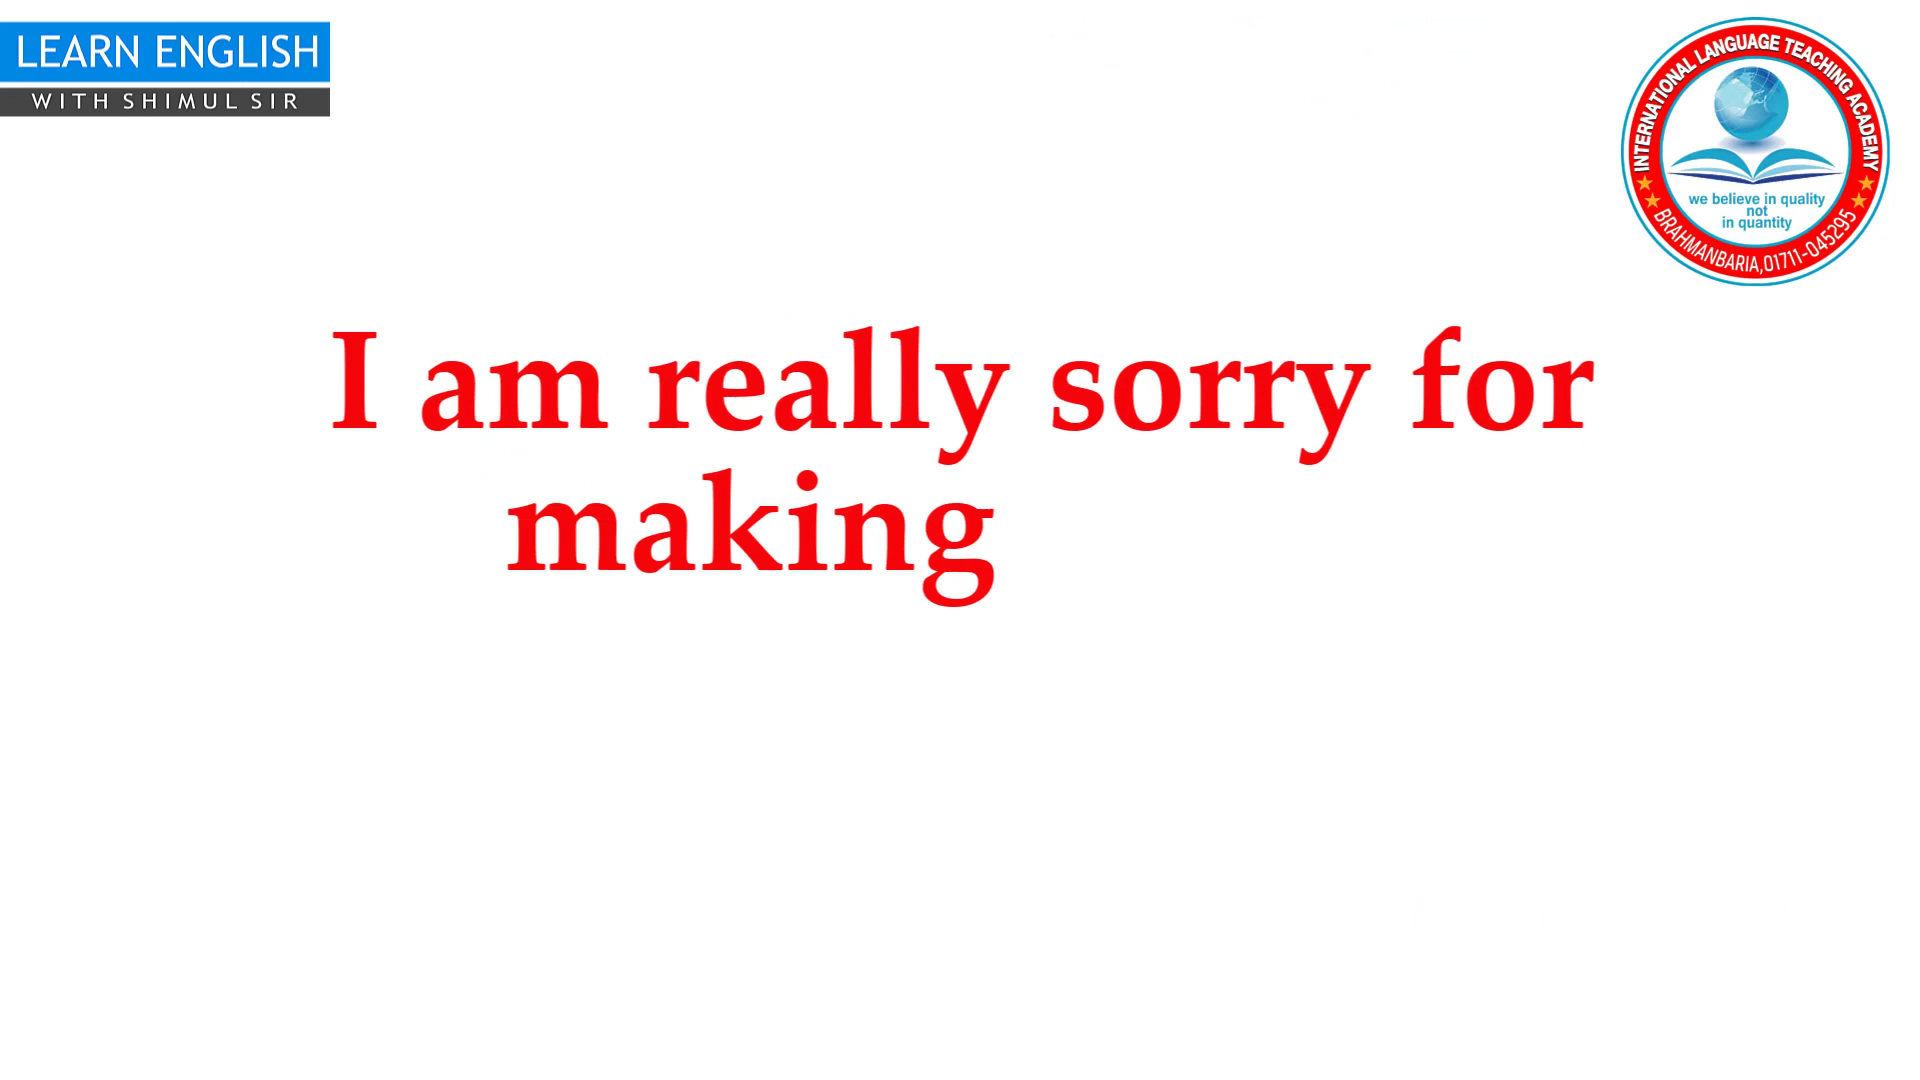 LEARN ENGLISH
WITH SHIMUL SIR
INTERNATIONAL LANGUAGE TEACHING ACADEMY
we believe in quality
not
in quantity
BRAHMANBARIA,01711-045295
I am really sorry for
making